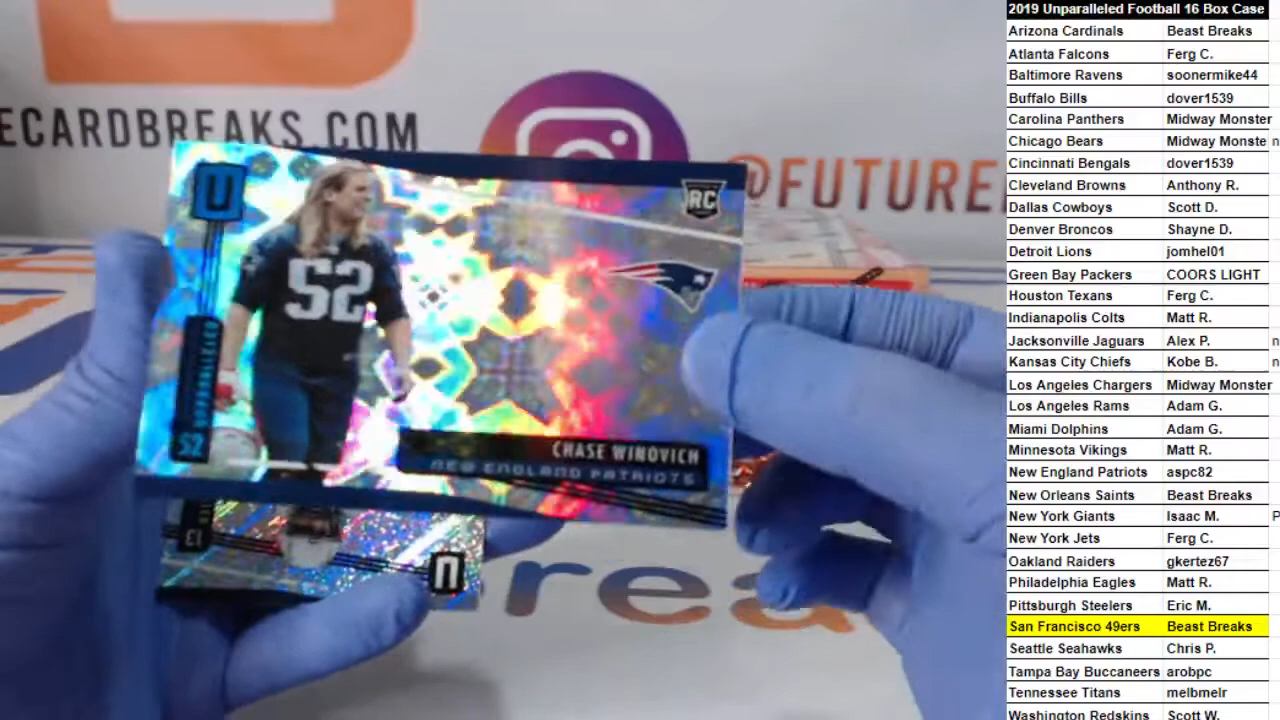 ECARDBREAKS.COM
@FUTURE
U
RC
52
OUTSIDE LINEBACKER
52
CHASE WINOVICH
NEW ENGLAND PATRIOTS
13
U
rea
2019 Unparalleled Football 16 Box Case
Arizona Cardinals Beast Breaks
Atlanta Falcons Ferg C.
Baltimore Ravens soonermike44
Buffalo Bills dover1539
Carolina Panthers Midway Monster
Chicago Bears Midway Monste n
Cincinnati Bengals dover1539
Cleveland Browns Anthony R.
Dallas Cowboys Scott D.
Denver Broncos Shayne D.
Detroit Lions jomhel01
Green Bay Packers COORS LIGHT
Houston Texans Ferg C.
Indianapolis Colts Matt R.
Jacksonville Jaguars Alex P. n
Kansas City Chiefs Kobe B. n
Los Angeles Chargers Midway Monster
Los Angeles Rams Adam G.
Miami Dolphins Adam G.
Minnesota Vikings Matt R.
New England Patriots aspc82
New Orleans Saints Beast Breaks
New York Giants Isaac M. P
New York Jets Ferg C.
Oakland Raiders gkertez67
Philadelphia Eagles Matt R.
Pittsburgh Steelers Eric M.
San Francisco 49ers Beast Breaks
Seattle Seahawks Chris P.
Tampa Bay Buccaneers arobpc
Tennessee Titans melbmelr
Washington Redskins Scott W.